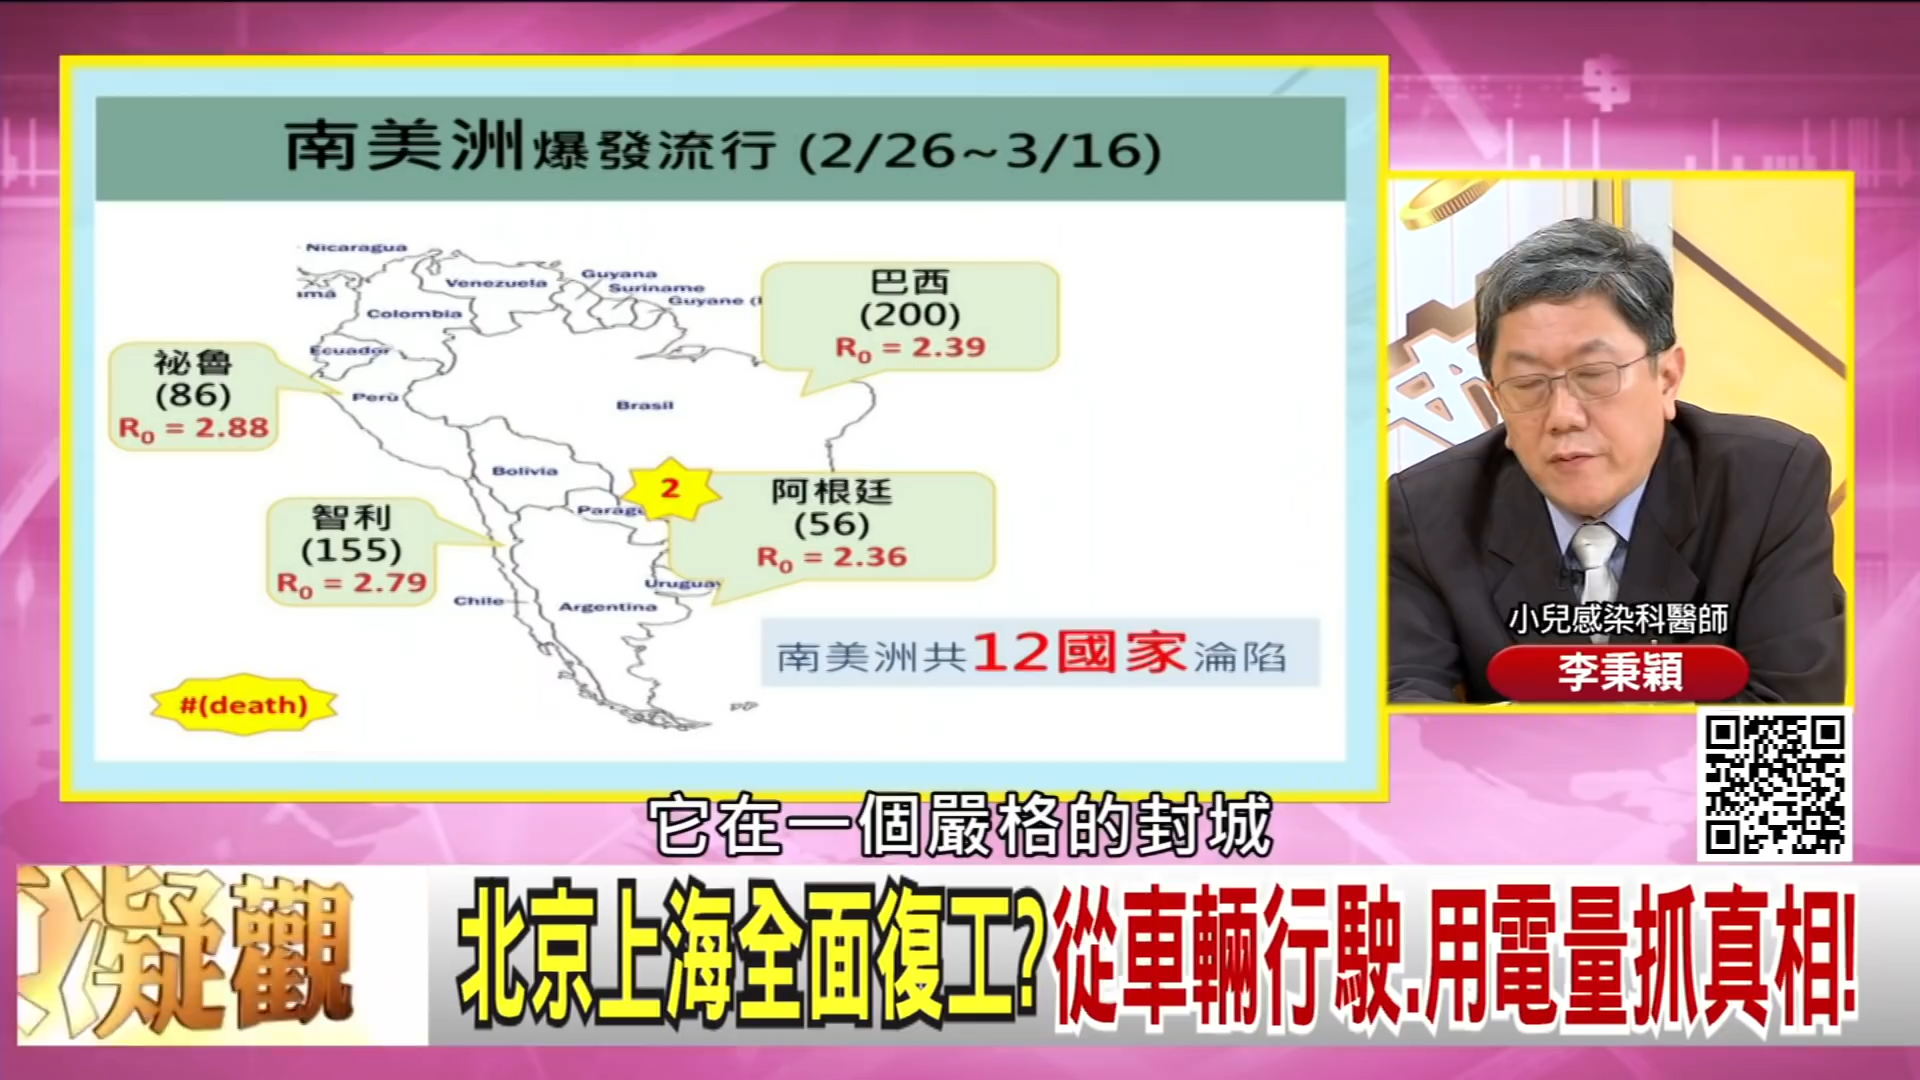 南美洲爆發流行 (2/26~3/16)
Nicaragua
Venezuela
Guyana
Suriname
Guyane
Colombia
Ecuador
Perú
Brasil
Bolivia
Chile
Argentina
巴西
(200)
R0 = 2.39
祕魯
(86)
R0 = 2.88
智利
(155)
R0 = 2.79
2
阿根廷
(56)
R0 = 2.36
南美洲共12國家淪陷
#(death)
小兒感染科醫師
李秉穎
它在一個嚴格的封城
凝觀
北京上海全面復工?從車輛行駛.用電量抓真相!